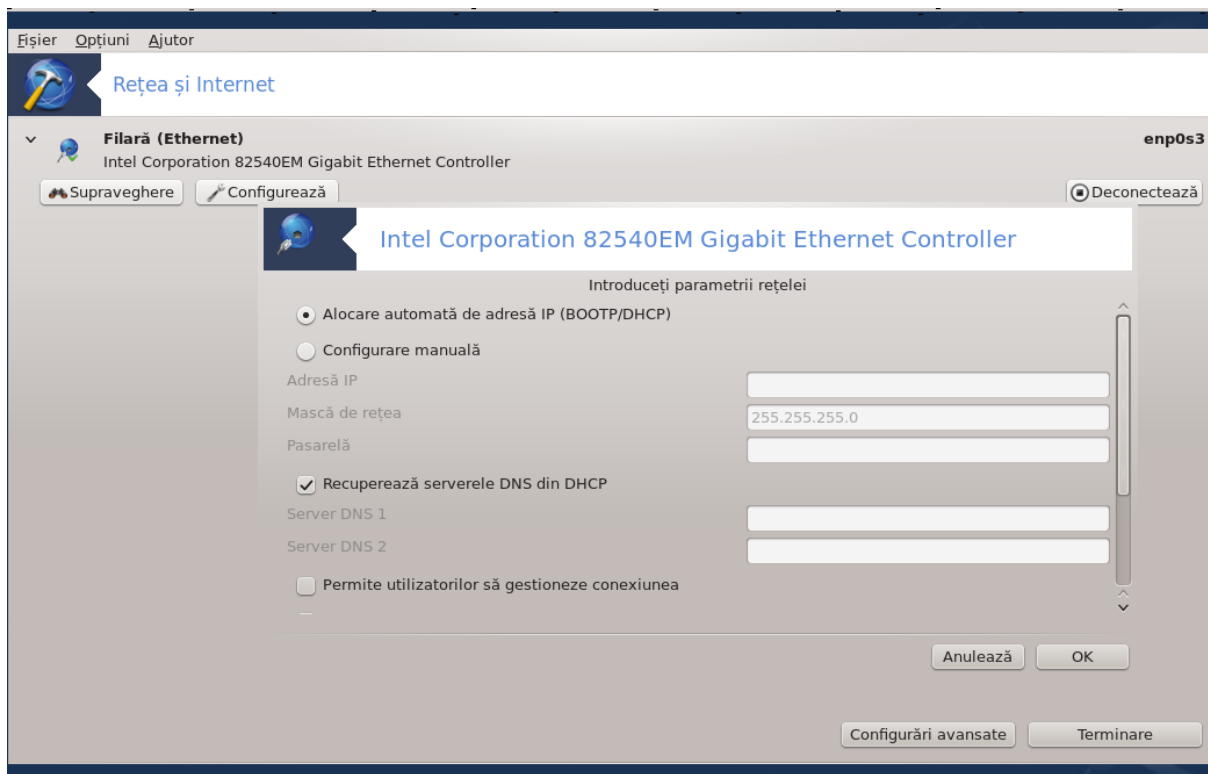 Fișier Opțiuni Ajutor
Rețea și Internet
Filară (Ethernet) enp0s3
Intel Corporation 82540EM Gigabit Ethernet Controller
Supraveghere Configurează Deconectează
Intel Corporation 82540EM Gigabit Ethernet Controller
Introduceți parametrii rețelei
Alocare automată de adresă IP (BOOTP/DHCP)
Configurare manuală
Adresă IP
Mască de rețea 255.255.255.0
Pasarelă
Recuperează serverele DNS din DHCP
Server DNS 1
Server DNS 2
Permite utilizatorilor să gestioneze conexiunea
Anulează OK
Configurări avansate Terminare